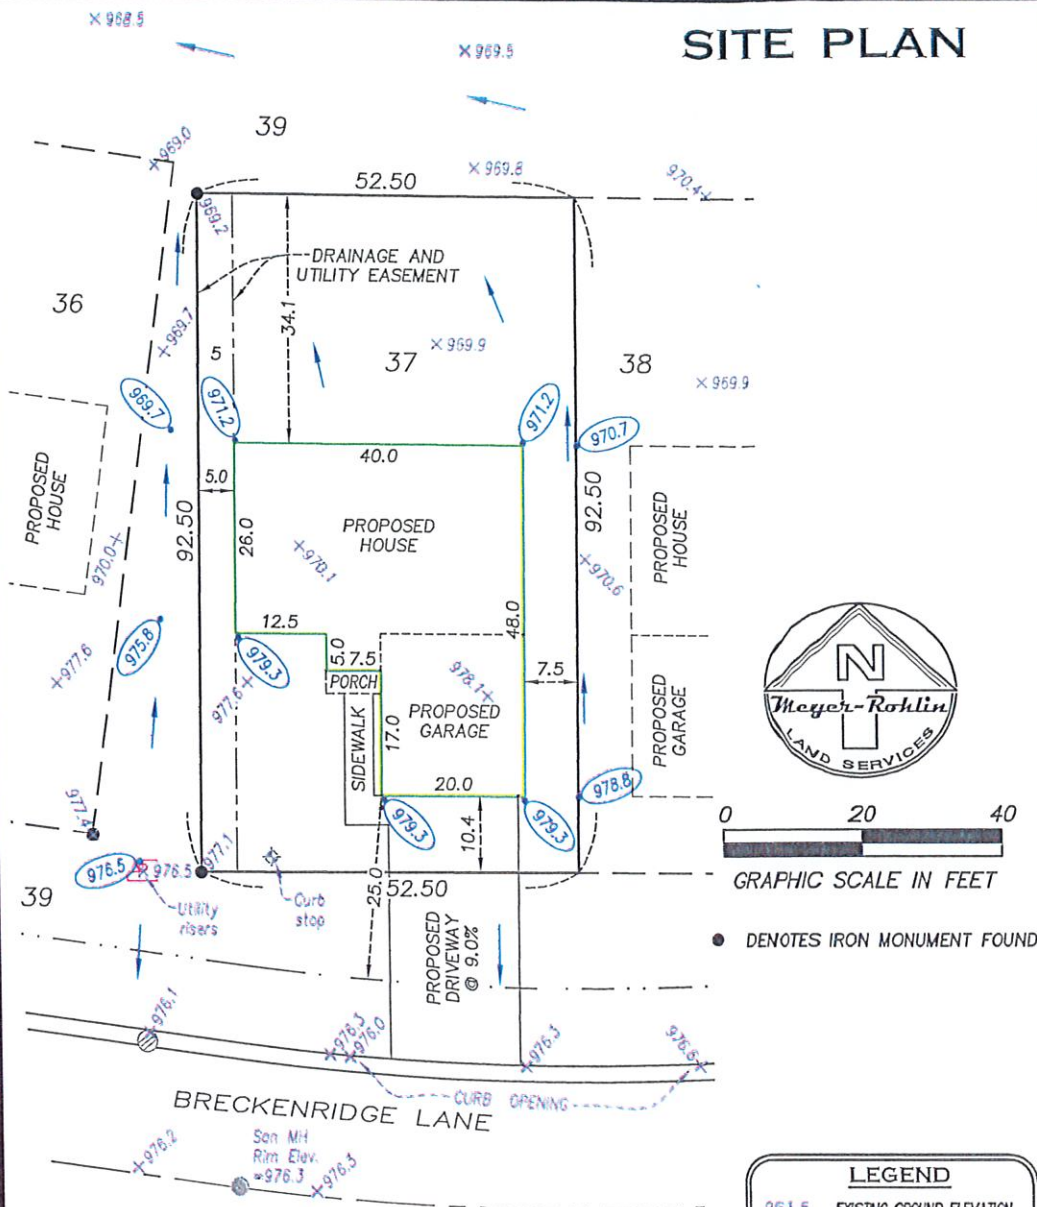 × 968.5
SITE PLAN
× 969.5
39
+969.0
× 969.8
52.50
970.4+
969.2
DRAINAGE AND
UTILITY EASEMENT
36
34.1
+969.7
5
37
× 969.9
38
× 969.9
969.7
971.2
971.2
970.7
40.0
5.0
PROPOSED
HOUSE
92.50
26.0
PROPOSED
HOUSE
92.50
PROPOSED
HOUSE
970.0+
+970.1
+970.6
12.5
48.0
975.8
979.3
5.0
7.5
+977.6
977.6+
PORCH
978.1+
7.5
N
Meyer-Rohlin
LAND SERVICES
SIDEWALK
17.0
PROPOSED
GARAGE
PROPOSED
GARAGE
20.0
978.8
977.4
979.3
979.3
10.4
0 20 40
976.5
× 976.5
977.1
GRAPHIC SCALE IN FEET
39
Utility
risers
Curb
stop
25.0
52.50
PROPOSED
DRIVEWAY
@ 9.0%
DENOTES IRON MONUMENT FOUND
+976.1
+976.3
+976.0
+976.3
976.6+
CURB OPENING
BRECKENRIDGE LANE
+976.2
San MH
Rim Elev.
=976.3
+976.3
LEGEND
EXISTING GROUND ELEVATION